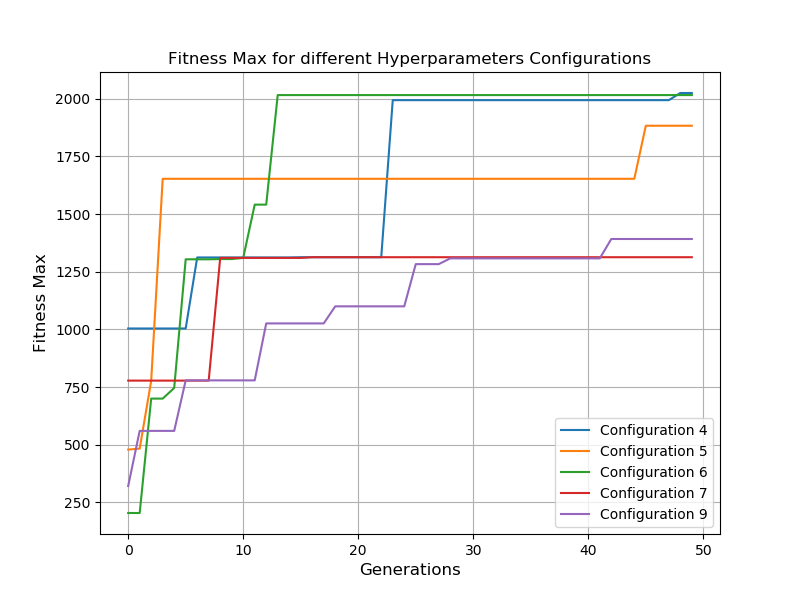 Fitness Max for different Hyperparameters Configurations
2000
1750
1500
1250
1000
750
500
250
Fitness Max
0 10 20 30 40 50
Generations
Configuration 4
Configuration 5
Configuration 6
Configuration 7
Configuration 9